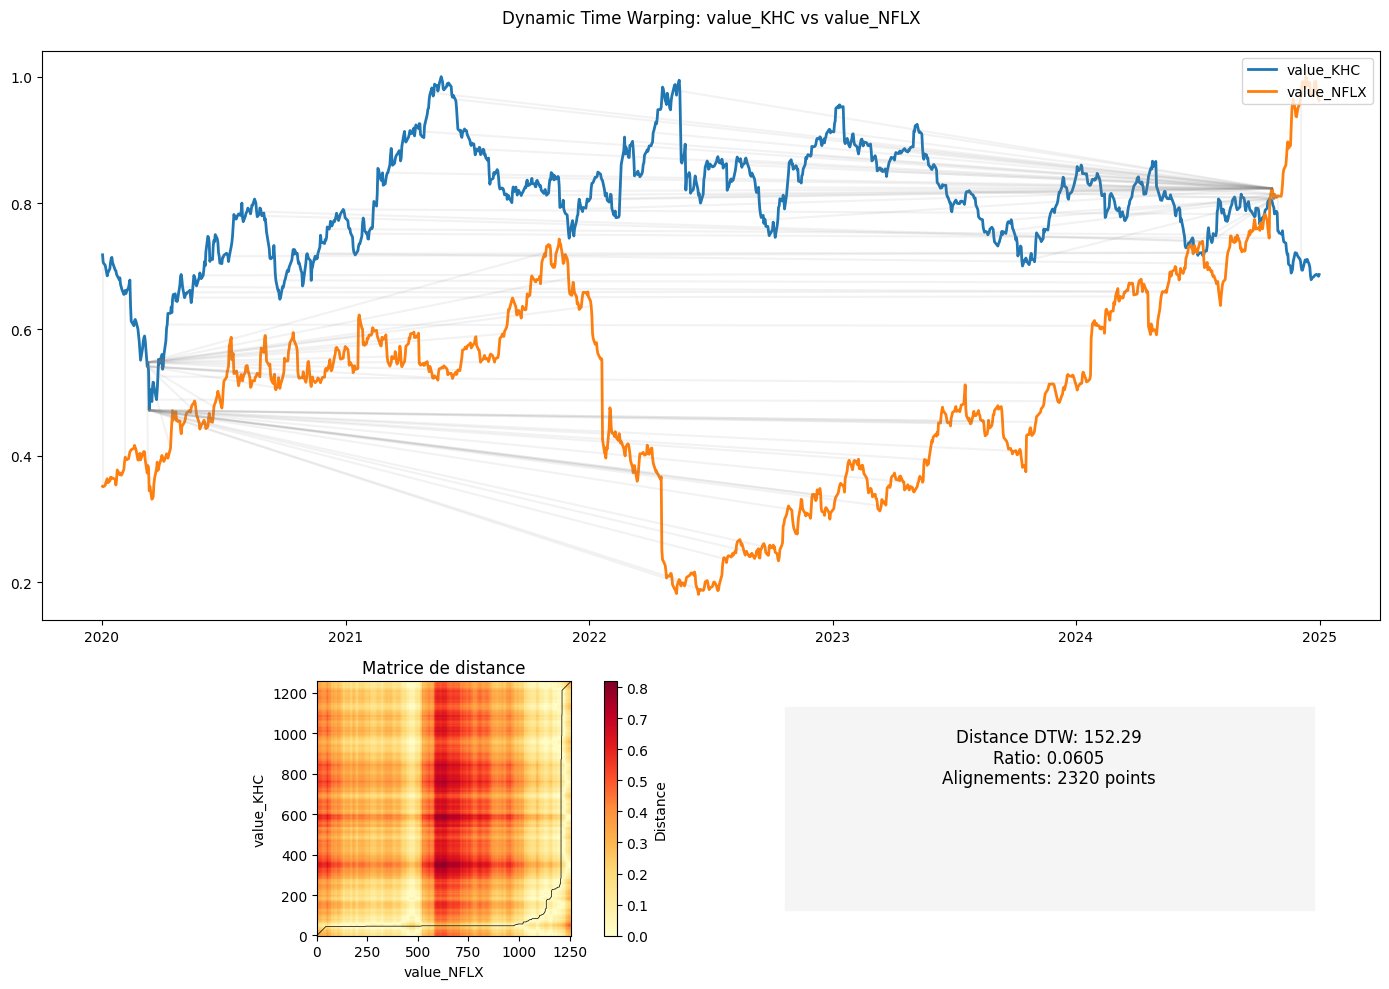 Dynamic Time Warping: value_KHC vs value_NFLX
value_KHC
value_NFLX
1.0
0.8
0.6
0.4
0.2
2020 2021 2022 2023 2024 2025
Matrice de distance
value_KHC
1200
1000
800
600
400
200
0
0 250 500 750 1000 1250
value_NFLX
0.8
0.7
0.6
0.5
0.4
0.3
0.2
0.1
0.0
Distance
Distance DTW: 152.29
Ratio: 0.0605
Alignements: 2320 points